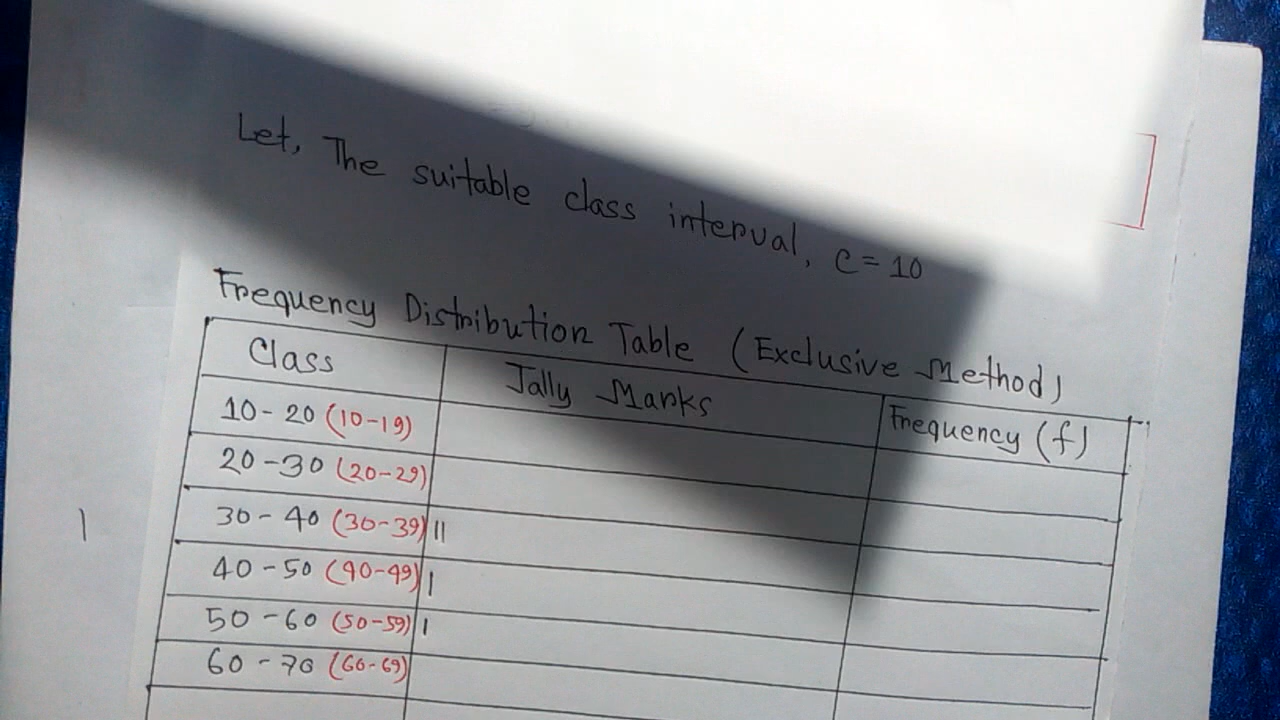 Let, The suitable class interval, c = 10
Frequency Distribution Table (Exclusive Method)
Class Tally Marks Frequency (f)
10 - 20 (10-19)
20 - 30 (20-29)
30 - 40 (30-39) ||
40 - 50 (40-49) |
50 - 60 (50-59) |
60 - 70 (60-69)